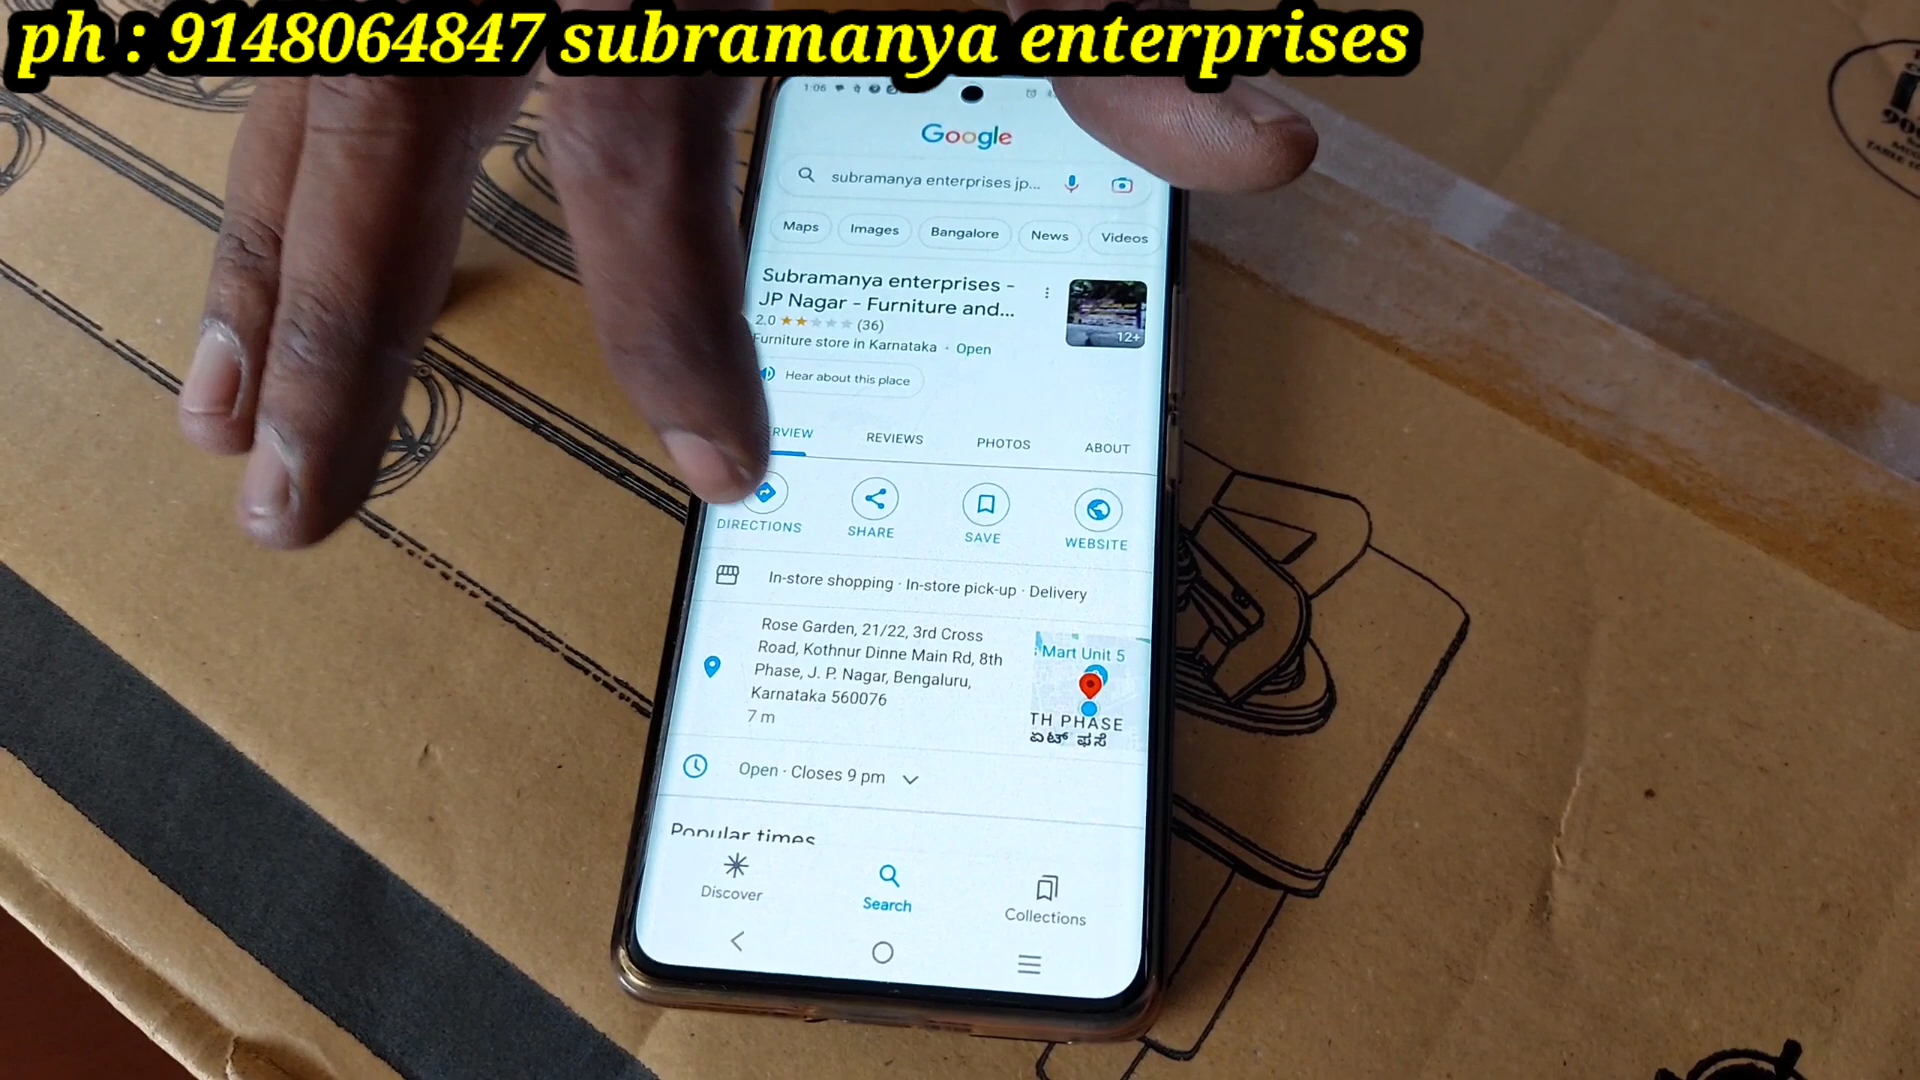 ph : 9148064847 subramanya enterprises
1:06
Google
subramanya enterprises jp...
Maps
Images
Bangalore
News
Videos
Subramanya enterprises -
JP Nagar - Furniture and...
2.0 (36)
12+
Furniture store in Karnataka · Open
Hear about this place
RVIEW
REVIEWS
PHOTOS
ABOUT
DIRECTIONS
SHARE
SAVE
WEBSITE
In-store shopping · In-store pick-up · Delivery
Rose Garden, 21/22, 3rd Cross
Road, Kothnur Dinne Main Rd, 8th
Phase, J. P. Nagar, Bengaluru,
Karnataka 560076
7 m
Mart Unit 5
TH PHASE
ಏಟ್ ಫಸೆ
Open · Closes 9 pm
Popular times
Discover
Search
Collections